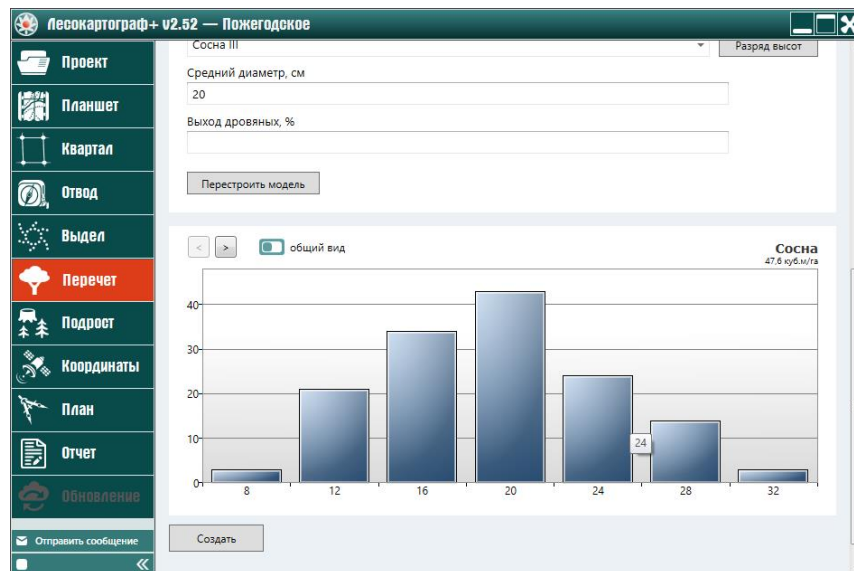 Лесокартограф+ v2.52 — Пожегодское
Проект
Планшет
Квартал
Отвод
Выдел
Перечет
Подрост
Координаты
План
Отчет
Обновление
Отправить сообщение
Сосна III
Разряд высот
Средний диаметр, см
20
Выход дровяных, %
Перестроить модель
< > общий вид
Сосна
47,6 куб.м/га
40
30
20
10
0
24
8 12 16 20 24 28 32
Создать